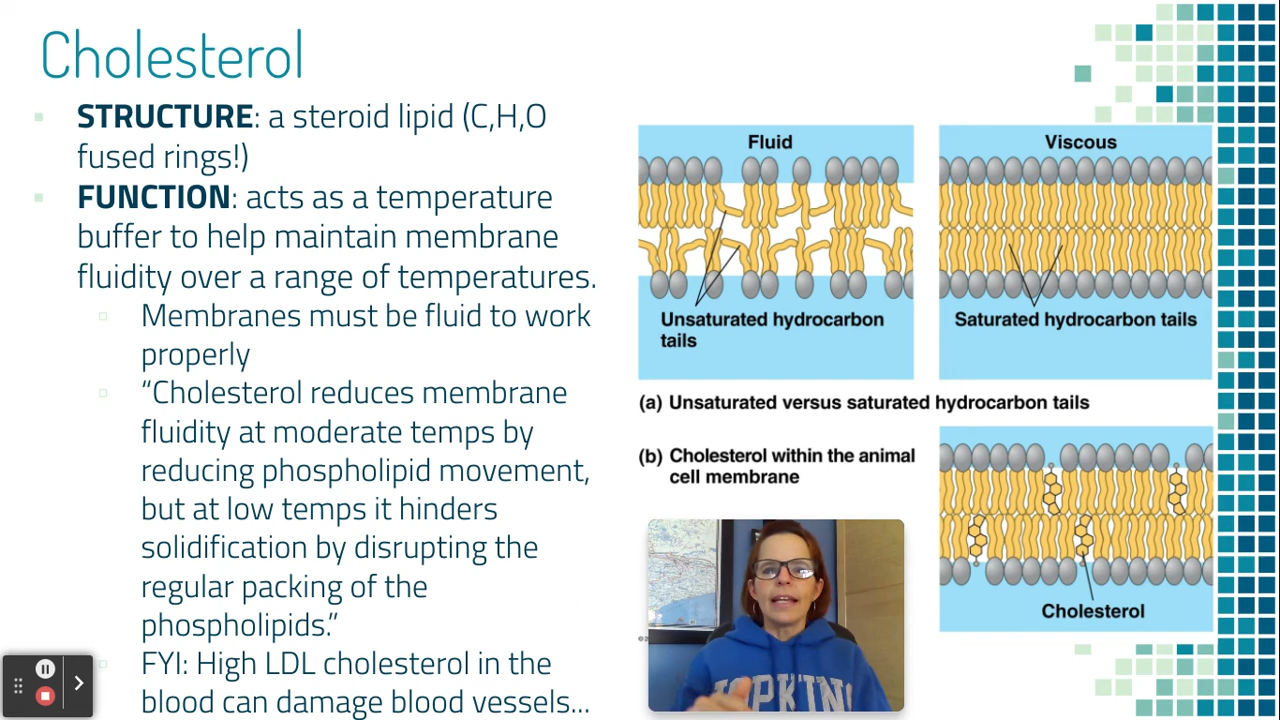 Cholesterol
STRUCTURE: a steroid lipid (C,H,O
fused rings!)
FUNCTION: acts as a temperature
buffer to help maintain membrane
fluidity over a range of temperatures.
Membranes must be fluid to work
properly
“Cholesterol reduces membrane
fluidity at moderate temps by
reducing phospholipid movement,
but at low temps it hinders
solidification by disrupting the
regular packing of the
phospholipids.”
FYI: High LDL cholesterol in the
blood can damage blood vessels...
Fluid
Unsaturated hydrocarbon
tails
Viscous
Saturated hydrocarbon tails
(a) Unsaturated versus saturated hydrocarbon tails
(b) Cholesterol within the animal
cell membrane
Cholesterol